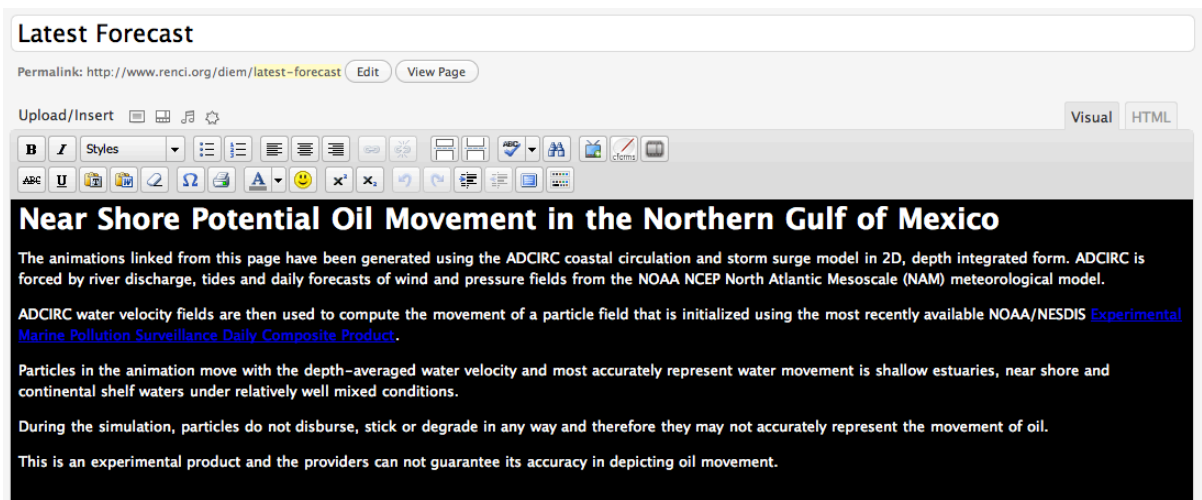 Latest Forecast
Permalink: http://www.renci.org/diem/latest-forecast Edit View Page
Upload/Insert
Visual HTML
B I Styles ABC cforms
ABC U T W Ω A x² x₂
Near Shore Potential Oil Movement in the Northern Gulf of Mexico
The animations linked from this page have been generated using the ADCIRC coastal circulation and storm surge model in 2D, depth integrated form. ADCIRC is
forced by river discharge, tides and daily forecasts of wind and pressure fields from the NOAA NCEP North Atlantic Mesoscale (NAM) meteorological model.
ADCIRC water velocity fields are then used to compute the movement of a particle field that is initialized using the most recently available NOAA/NESDIS Experimental
Marine Pollution Surveillance Daily Composite Product.
Particles in the animation move with the depth-averaged water velocity and most accurately represent water movement is shallow estuaries, near shore and
continental shelf waters under relatively well mixed conditions.
During the simulation, particles do not disburse, stick or degrade in any way and therefore they may not accurately represent the movement of oil.
This is an experimental product and the providers can not guarantee its accuracy in depicting oil movement.